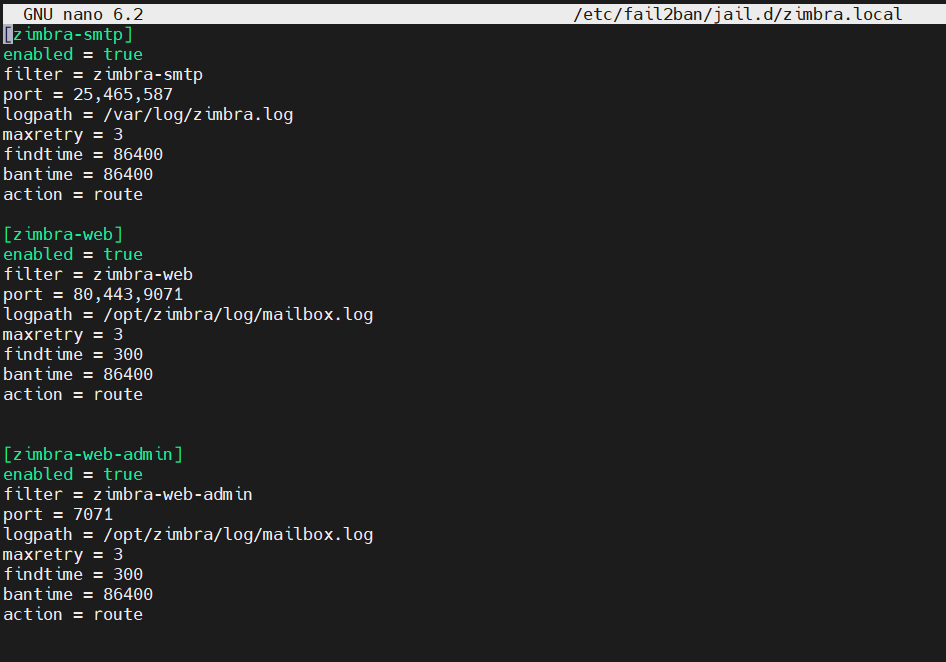 GNU nano 6.2 /etc/fail2ban/jail.d/zimbra.local
[zimbra-smtp]
enabled = true
filter = zimbra-smtp
port = 25,465,587
logpath = /var/log/zimbra.log
maxretry = 3
findtime = 86400
bantime = 86400
action = route
[zimbra-web]
enabled = true
filter = zimbra-web
port = 80,443,9071
logpath = /opt/zimbra/log/mailbox.log
maxretry = 3
findtime = 300
bantime = 86400
action = route
[zimbra-web-admin]
enabled = true
filter = zimbra-web-admin
port = 7071
logpath = /opt/zimbra/log/mailbox.log
maxretry = 3
findtime = 300
bantime = 86400
action = route